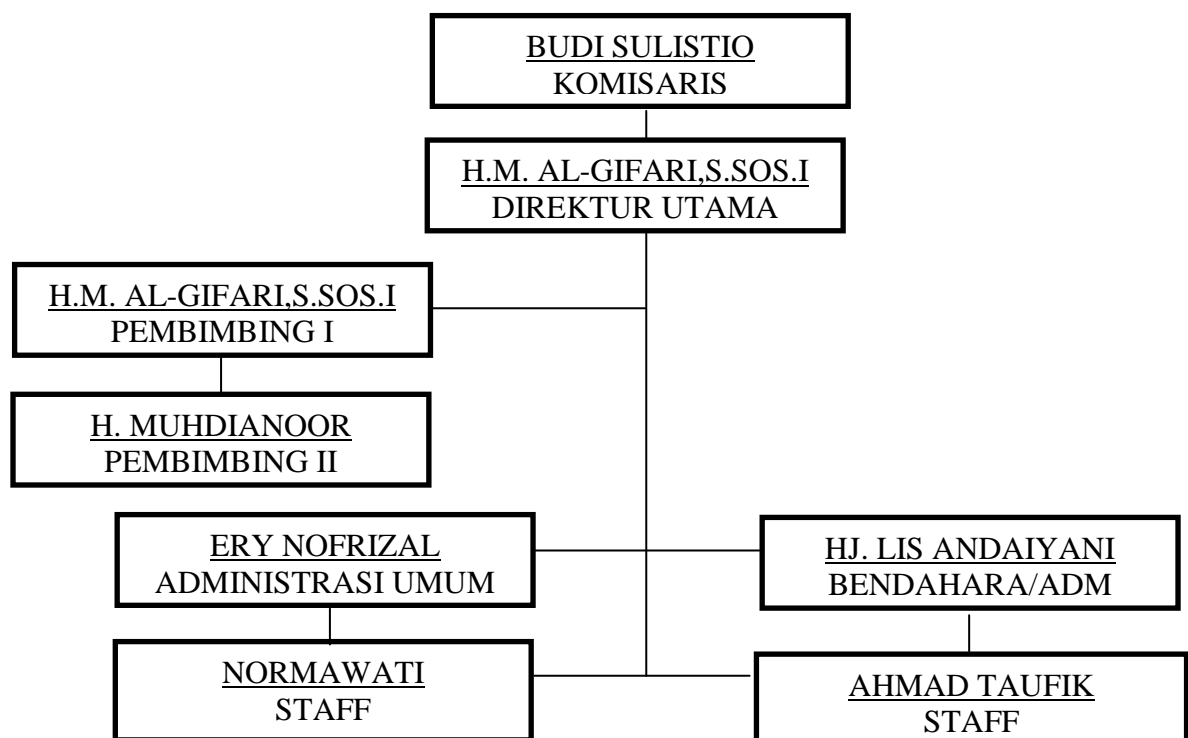 BUDI SULISTIO
KOMISARIS
H.M. AL-GIFARI,S.SOS.I
DIREKTUR UTAMA
H.M. AL-GIFARI,S.SOS.I
PEMBIMBING I
H. MUHDIANOOR
PEMBIMBING II
ERY NOFRIZAL
ADMINISTRASI UMUM
HJ. LIS ANDAIYANI
BENDAHARA/ADM
NORMAWATI
STAFF
AHMAD TAUFIK
STAFF